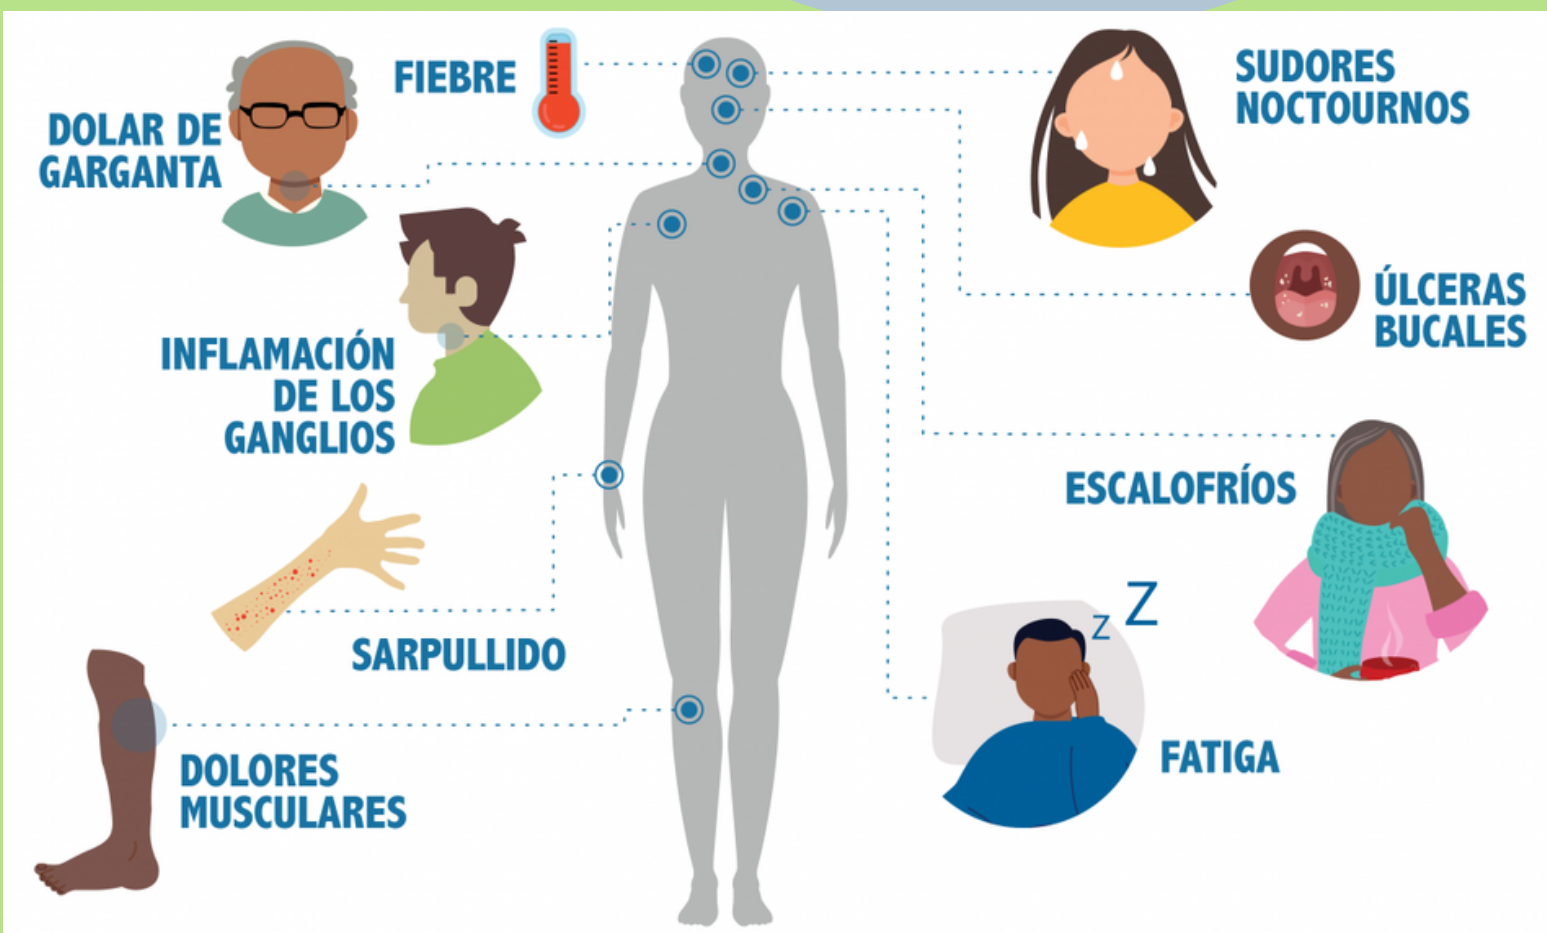 FIEBRE
DOLAR DE
GARGANTA
INFLAMACIÓN
DE LOS
GANGLIOS
SARPULLIDO
DOLORES
MUSCULARES
SUDORES
NOCTOURNOS
ÚLCERAS
BUCALES
ESCALOFRÍOS
Z Z
FATIGA